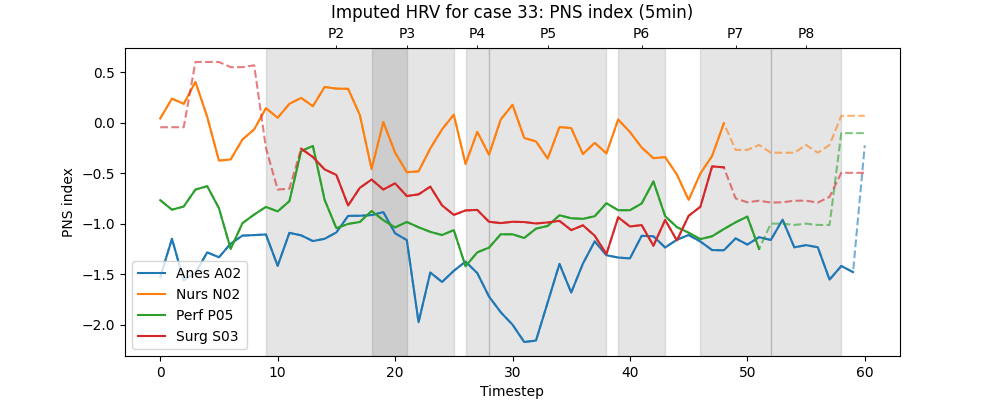 Imputed HRV for case 33: PNS index (5min)
P2 P3 P4 P5 P6 P7 P8
PNS index
0.5
0.0
−0.5
−1.0
−1.5
−2.0
Anes A02
Nurs N02
Perf P05
Surg S03
0 10 20 30 40 50 60
Timestep